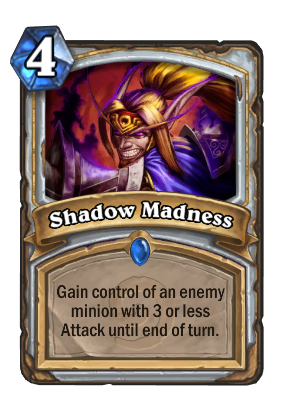 4
Shadow Madness
Gain control of an enemy
minion with 3 or less
Attack until end of turn.